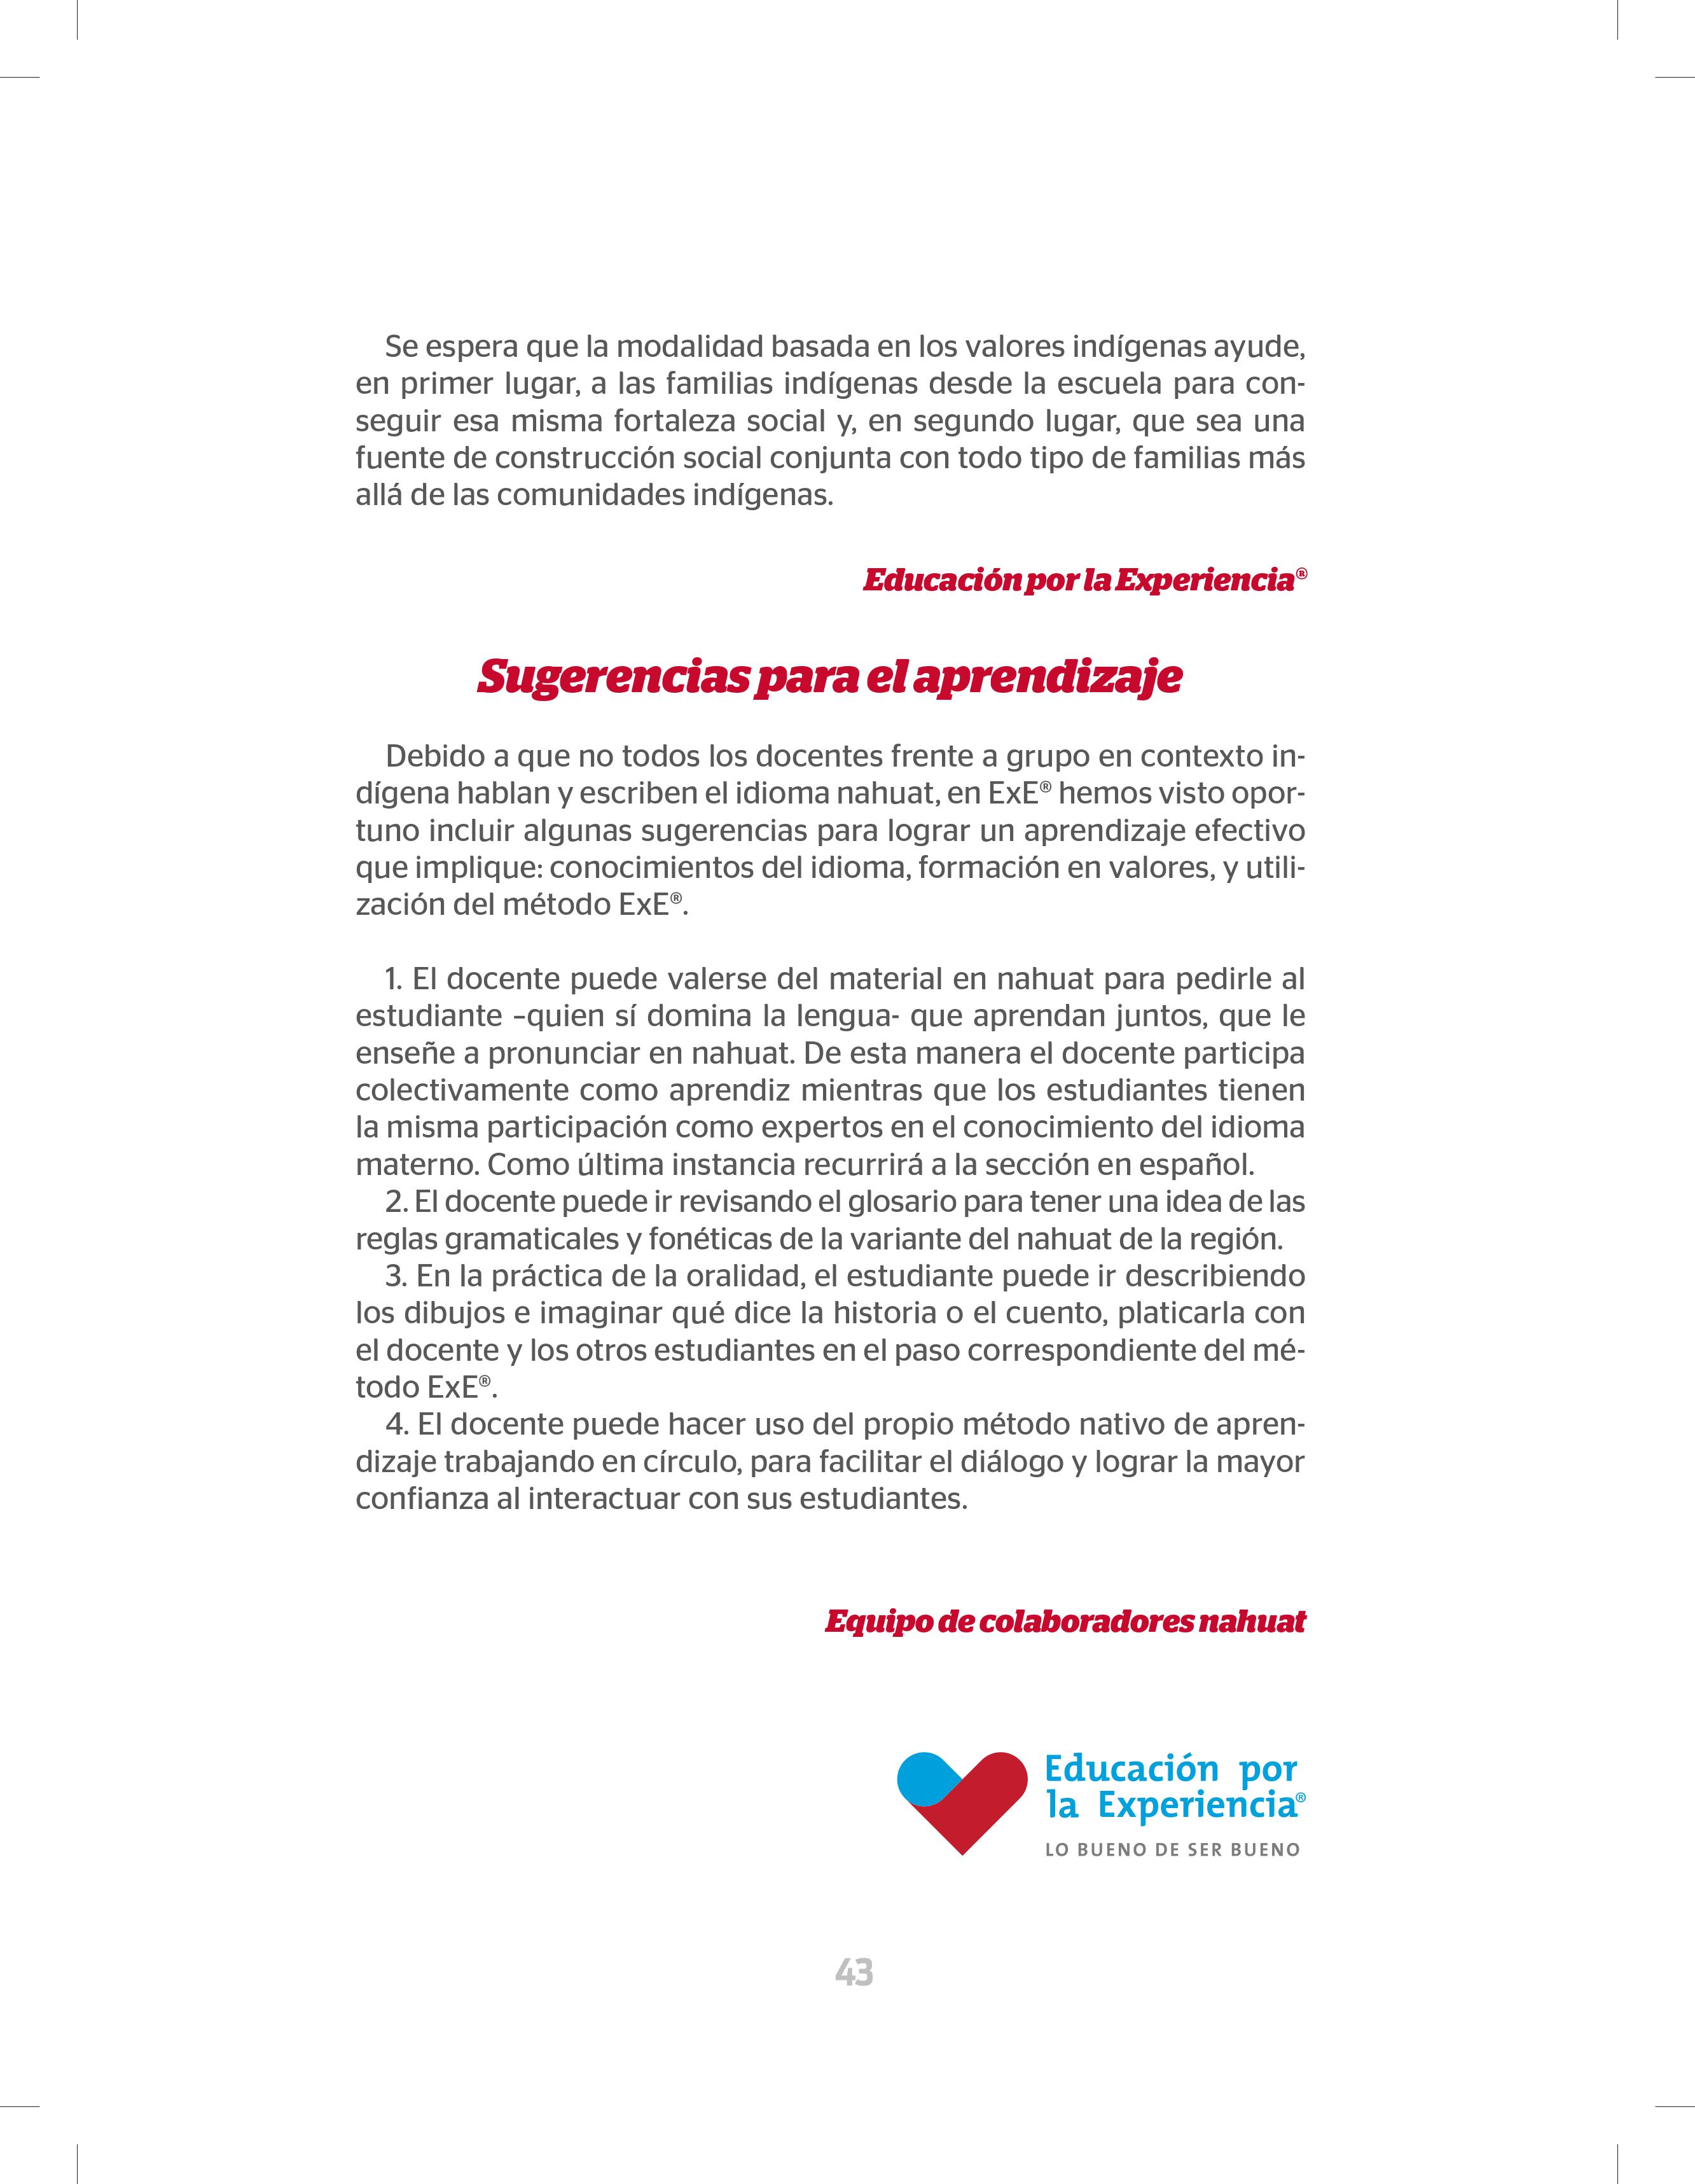 Se espera que la modalidad basada en los valores indígenas ayude,
en primer lugar, a las familias indígenas desde la escuela para con-
seguir esa misma fortaleza social y, en segundo lugar, que sea una
fuente de construcción social conjunta con todo tipo de familias más
allá de las comunidades indígenas.
Educación por la Experiencia®
Sugerencias para el aprendizaje
Debido a que no todos los docentes frente a grupo en contexto in-
dígena hablan y escriben el idioma nahuat, en ExE® hemos visto opor-
tuno incluir algunas sugerencias para lograr un aprendizaje efectivo
que implique: conocimientos del idioma, formación en valores, y utili-
zación del método ExE®.
1. El docente puede valerse del material en nahuat para pedirle al
estudiante –quien sí domina la lengua- que aprendan juntos, que le
enseñe a pronunciar en nahuat. De esta manera el docente participa
colectivamente como aprendiz mientras que los estudiantes tienen
la misma participación como expertos en el conocimiento del idioma
materno. Como última instancia recurrirá a la sección en español.
2. El docente puede ir revisando el glosario para tener una idea de las
reglas gramaticales y fonéticas de la variante del nahuat de la región.
3. En la práctica de la oralidad, el estudiante puede ir describiendo
los dibujos e imaginar qué dice la historia o el cuento, platicarla con
el docente y los otros estudiantes en el paso correspondiente del mé-
todo ExE®.
4. El docente puede hacer uso del propio método nativo de apren-
dizaje trabajando en círculo, para facilitar el diálogo y lograr la mayor
confianza al interactuar con sus estudiantes.
Equipo de colaboradores nahuat
Educación por
la Experiencia®
LO BUENO DE SER BUENO
43